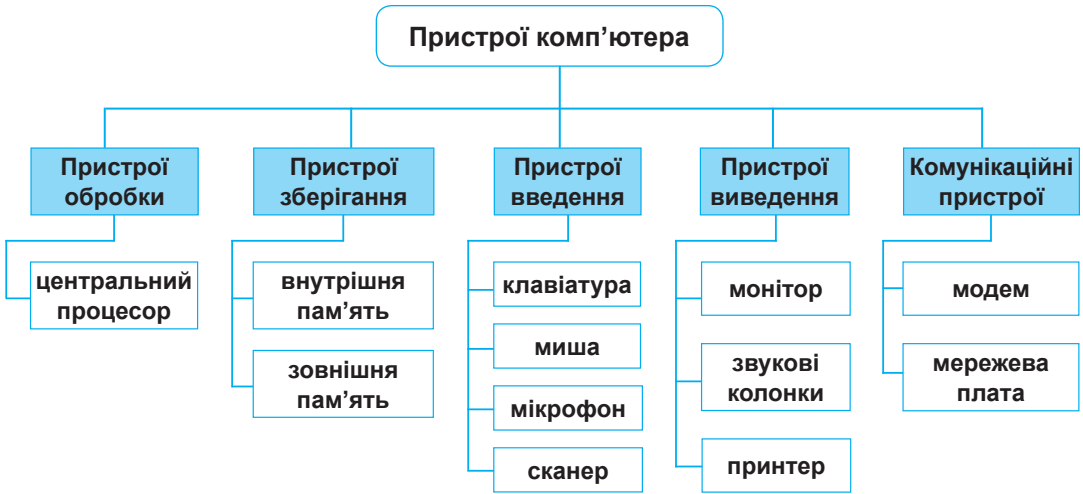 Пристрої комп’ютера
Пристрої
обробки
центральний
процесор
Пристрої
зберігання
внутрішня
пам’ять
зовнішня
пам’ять
Пристрої
введення
клавіатура
миша
мікрофон
сканер
Пристрої
виведення
монітор
звукові
колонки
принтер
Комунікаційні
пристрої
модем
мережева
плата